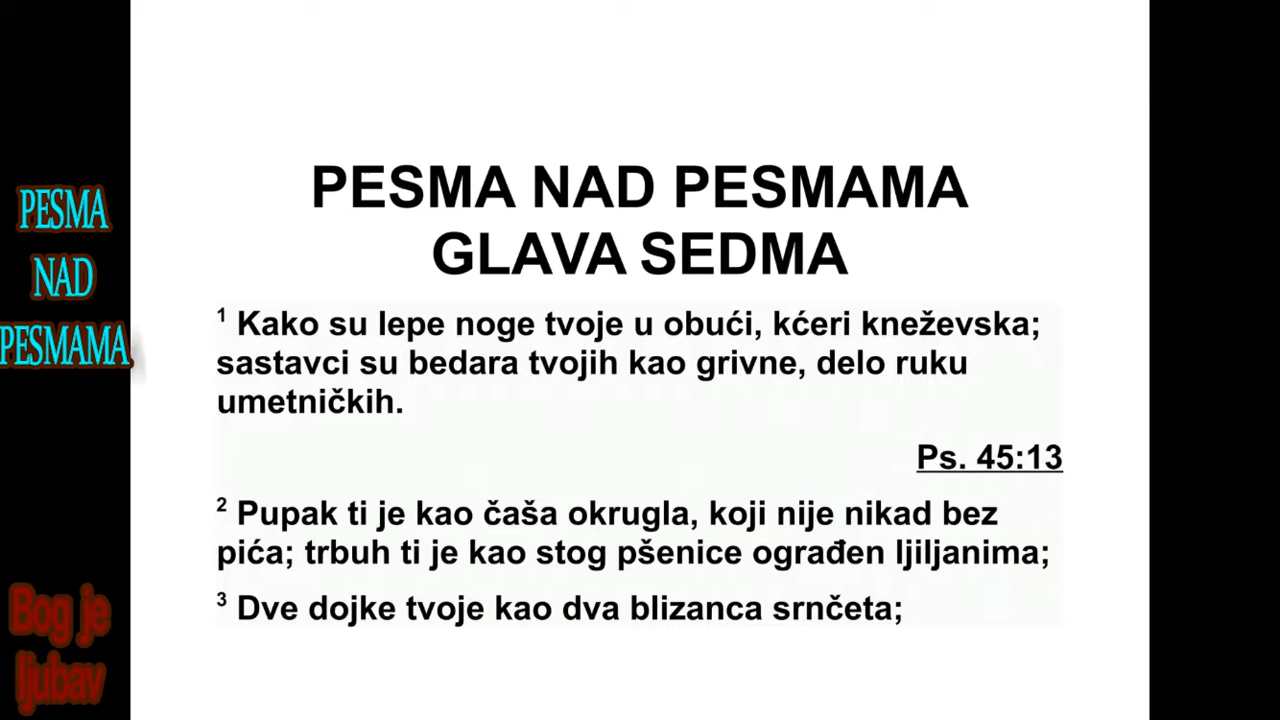 PESMA NAD PESMAMA
GLAVA SEDMA
1 Kako su lepe noge tvoje u obući, kćeri kneževska;
sastavci su bedara tvojih kao grivne, delo ruku
umetničkih.
Ps. 45:13
2 Pupak ti je kao čaša okrugla, koji nije nikad bez
pića; trbuh ti je kao stog pšenice ograđen ljiljanima;
3 Dve dojke tvoje kao dva blizanca srnčeta;
PESMA
NAD
PESMAMA
Bog je
ljubav